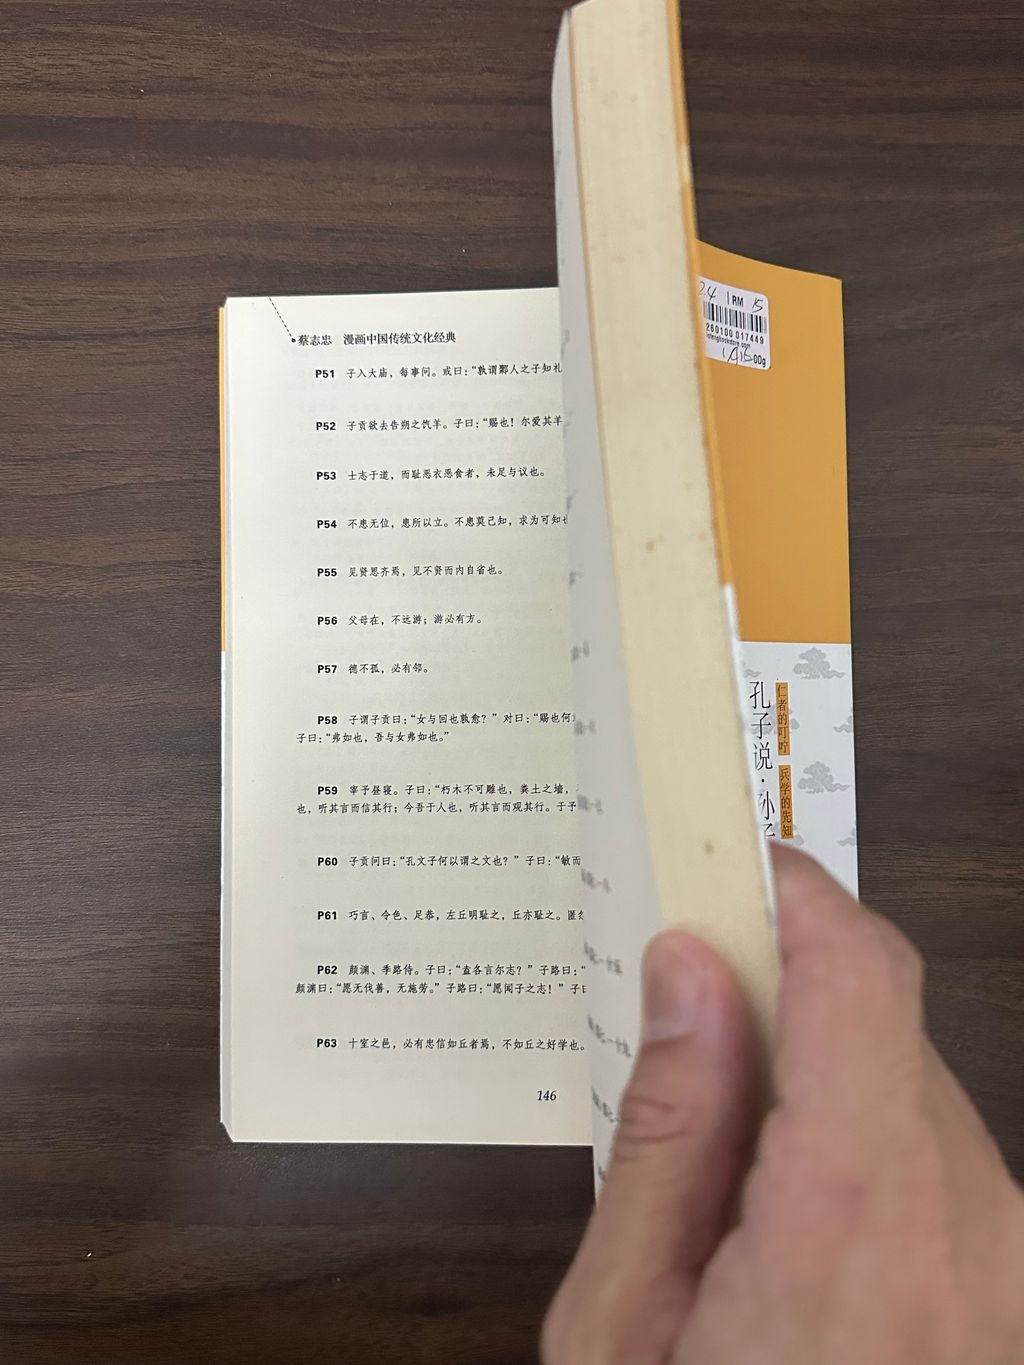 蔡志忠 漫画中国传统文化经典
P51 子入大庙，每事问。或曰：“孰谓鄹人之子知礼
P52 子贡欲去告朔之饩羊。子曰：“赐也！尔爱其羊
P53 士志于道，而耻恶衣恶食者，未足与议也。
P54 不患无位，患所以立。不患莫己知，求为可知也
P55 见贤思齐焉，见不贤而内自省也。
P56 父母在，不远游；游必有方。
P57 德不孤，必有邻。
P58 子谓子贡曰：“女与回也孰愈？”对曰：“赐也何
子曰：“弗如也，吾与女弗如也。”
P59 宰予昼寝。子曰：“朽木不可雕也，粪土之墙，
也，听其言而信其行；今吾于人也，听其言而观其行。于予
P60 子贡问曰：“孔文子何以谓之文也？”子曰：“敏而
P61 巧言、令色、足恭，左丘明耻之，丘亦耻之。匿
P62 颜渊、季路侍。子曰：“盍各言尔志？”子路曰：“
颜渊曰：“愿无伐善，无施劳。”子路曰：“愿闻子之志！”子曰
P63 十室之邑，必有忠信如丘者焉，不如丘之好学也。
146
RM 15
260100 017449
00g
仁者的叮咛 兵学的先知
孔子说·孙子